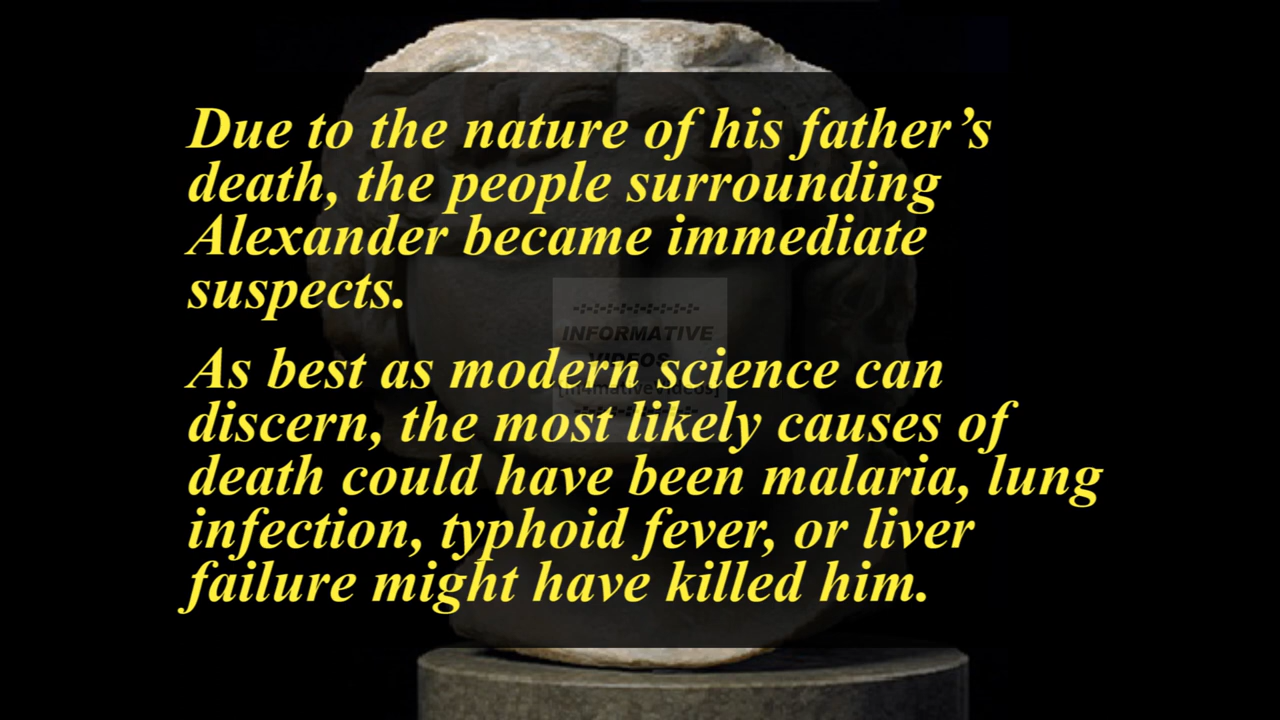 Due to the nature of his father’s
death, the people surrounding
Alexander became immediate
suspects.
As best as modern science can
discern, the most likely causes of
death could have been malaria, lung
infection, typhoid fever, or liver
failure might have killed him.
INFORMATIVE
VIDEOS